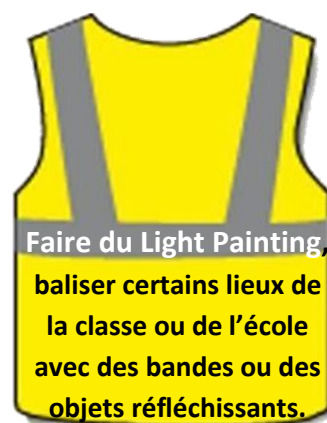 Faire du Light Painting,
baliser certains lieux de
la classe ou de l’école
avec des bandes ou des
objets réfléchissants.